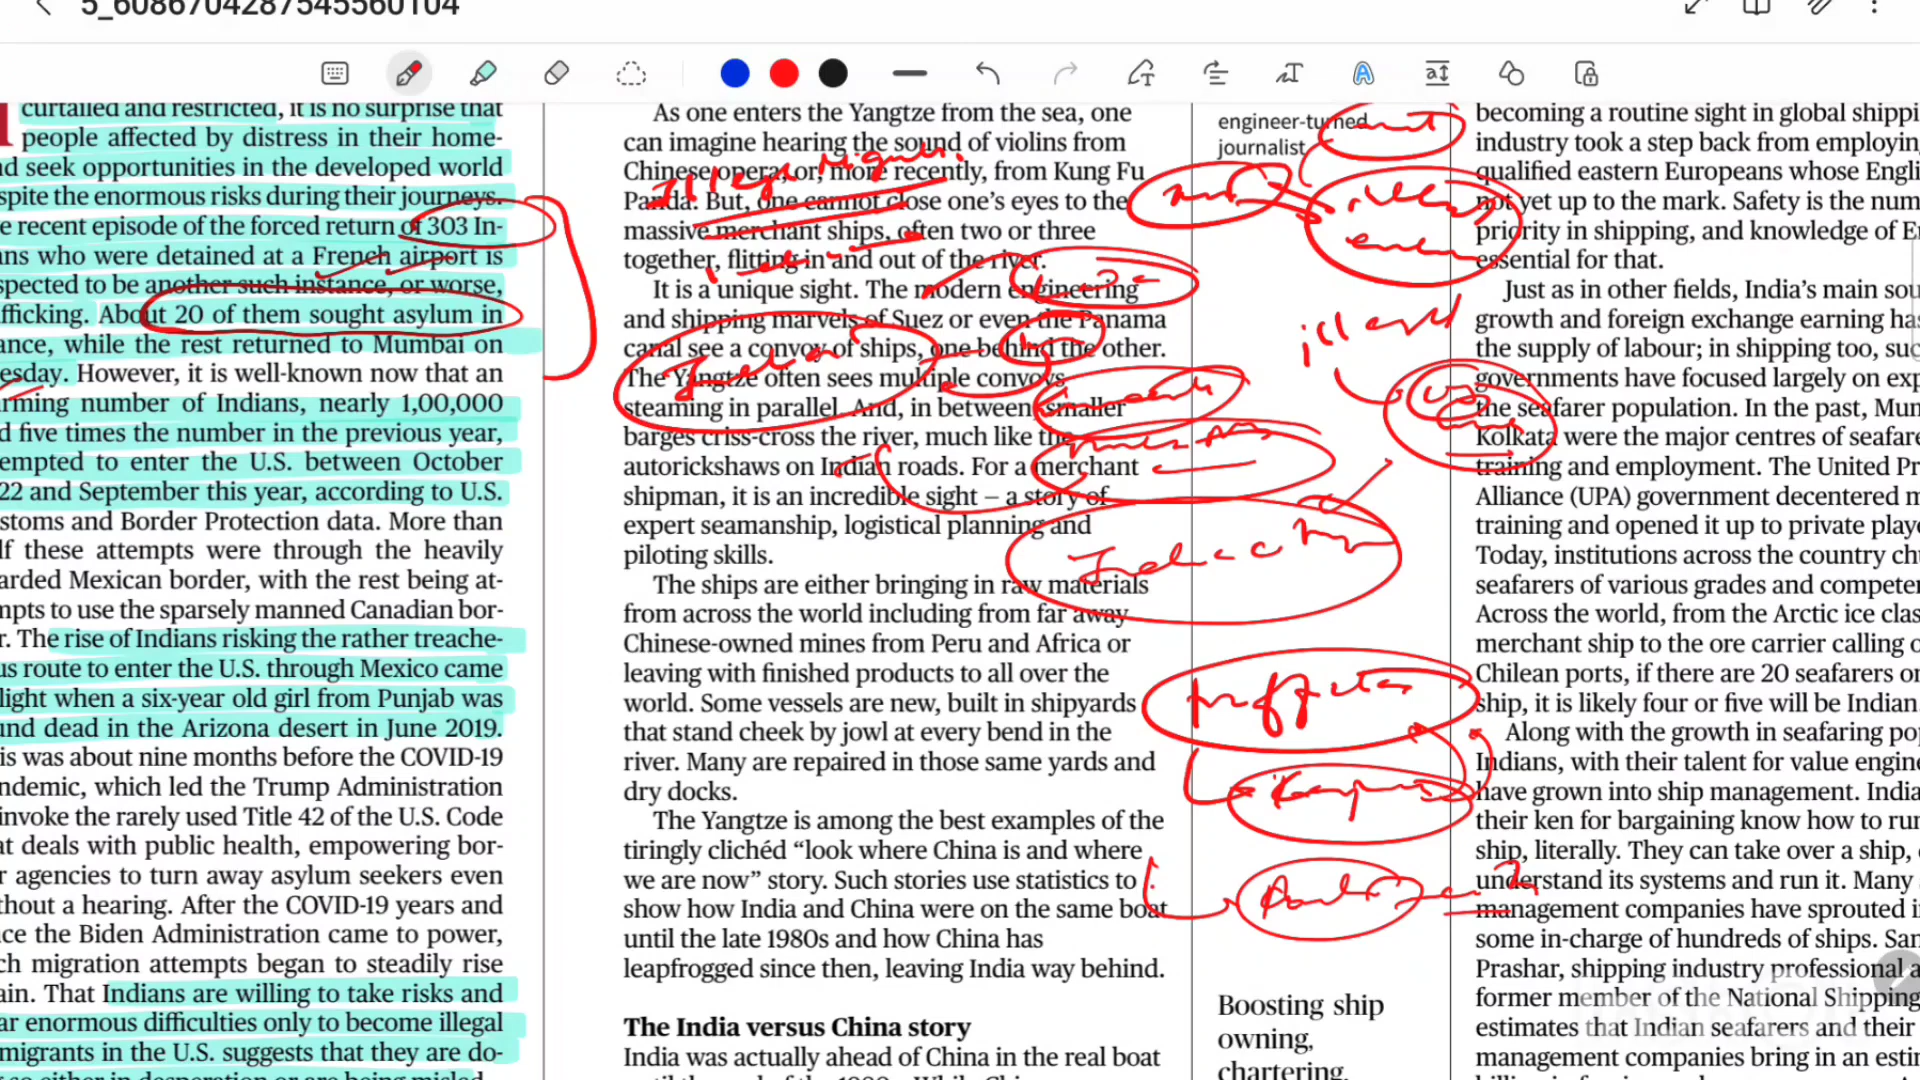 5_6086704287545560104
curtailed and restricted, it is no surprise that
people affected by distress in their home-
nd seek opportunities in the developed world
spite the enormous risks during their journeys.
e recent episode of the forced return of 303 In-
ans who were detained at a French airport is
spected to be another such instance, or worse,
fficking. About 20 of them sought asylum in
ance, while the rest returned to Mumbai on
esday. However, it is well-known now that an
rming number of Indians, nearly 1,00,000
d five times the number in the previous year,
empted to enter the U.S. between October
22 and September this year, according to U.S.
stoms and Border Protection data. More than
lf these attempts were through the heavily
arded Mexican border, with the rest being at-
mpts to use the sparsely manned Canadian bor-
r. The rise of Indians risking the rather treache-
us route to enter the U.S. through Mexico came
light when a six-year old girl from Punjab was
und dead in the Arizona desert in June 2019.
is was about nine months before the COVID-19
ndemic, which led the Trump Administration
invoke the rarely used Title 42 of the U.S. Code
at deals with public health, empowering bor-
r agencies to turn away asylum seekers even
thout a hearing. After the COVID-19 years and
ce the Biden Administration came to power,
ch migration attempts began to steadily rise
ain. That Indians are willing to take risks and
ar enormous difficulties only to become illegal
migrants in the U.S. suggests that they are do-
so either in desperation or are being misled
As one enters the Yangtze from the sea, one
can imagine hearing the sound of violins from
Chinese opera, or, more recently, from Kung Fu
Panda. But, one cannot close one's eyes to the
massive merchant ships, often two or three
together, flitting in and out of the river.
It is a unique sight. The modern engineering
and shipping marvels of Suez or even the Panama
canal see a convoy of ships, one behind the other.
The Yangtze often sees multiple convoys
steaming in parallel. And, in between, smaller
barges criss-cross the river, much like the
autorickshaws on Indian roads. For a merchant
shipman, it is an incredible sight – a story of
expert seamanship, logistical planning and
piloting skills.
The ships are either bringing in raw materials
from across the world including from far away
Chinese-owned mines from Peru and Africa or
leaving with finished products to all over the
world. Some vessels are new, built in shipyards
that stand cheek by jowl at every bend in the
river. Many are repaired in those same yards and
dry docks.
The Yangtze is among the best examples of the
tiringly clichéd "look where China is and where
we are now" story. Such stories use statistics to
show how India and China were on the same boat
until the late 1980s and how China has
leapfrogged since then, leaving India way behind.
The India versus China story
India was actually ahead of China in the real boat
engineer-turned
journalist
Boosting ship
owning,
chartering,
becoming a routine sight in global shippi
industry took a step back from employin
qualified eastern Europeans whose Engli
not yet up to the mark. Safety is the num
priority in shipping, and knowledge of E
essential for that.
Just as in other fields, India's main sou
growth and foreign exchange earning ha
the supply of labour; in shipping too, suc
governments have focused largely on exp
the seafarer population. In the past, Mum
Kolkata were the major centres of seafare
training and employment. The United Pr
Alliance (UPA) government decentered m
training and opened it up to private playe
Today, institutions across the country ch
seafarers of various grades and competen
Across the world, from the Arctic ice clas
merchant ship to the ore carrier calling o
Chilean ports, if there are 20 seafarers on
ship, it is likely four or five will be Indian.
Along with the growth in seafaring pop
Indians, with their talent for value engine
have grown into ship management. India
their ken for bargaining know how to run
ship, literally. They can take over a ship,
understand its systems and run it. Many
management companies have sprouted i
some in-charge of hundreds of ships. San
Prashar, shipping industry professional a
former member of the National Shipping
estimates that Indian seafarers and their
management companies bring in an esti